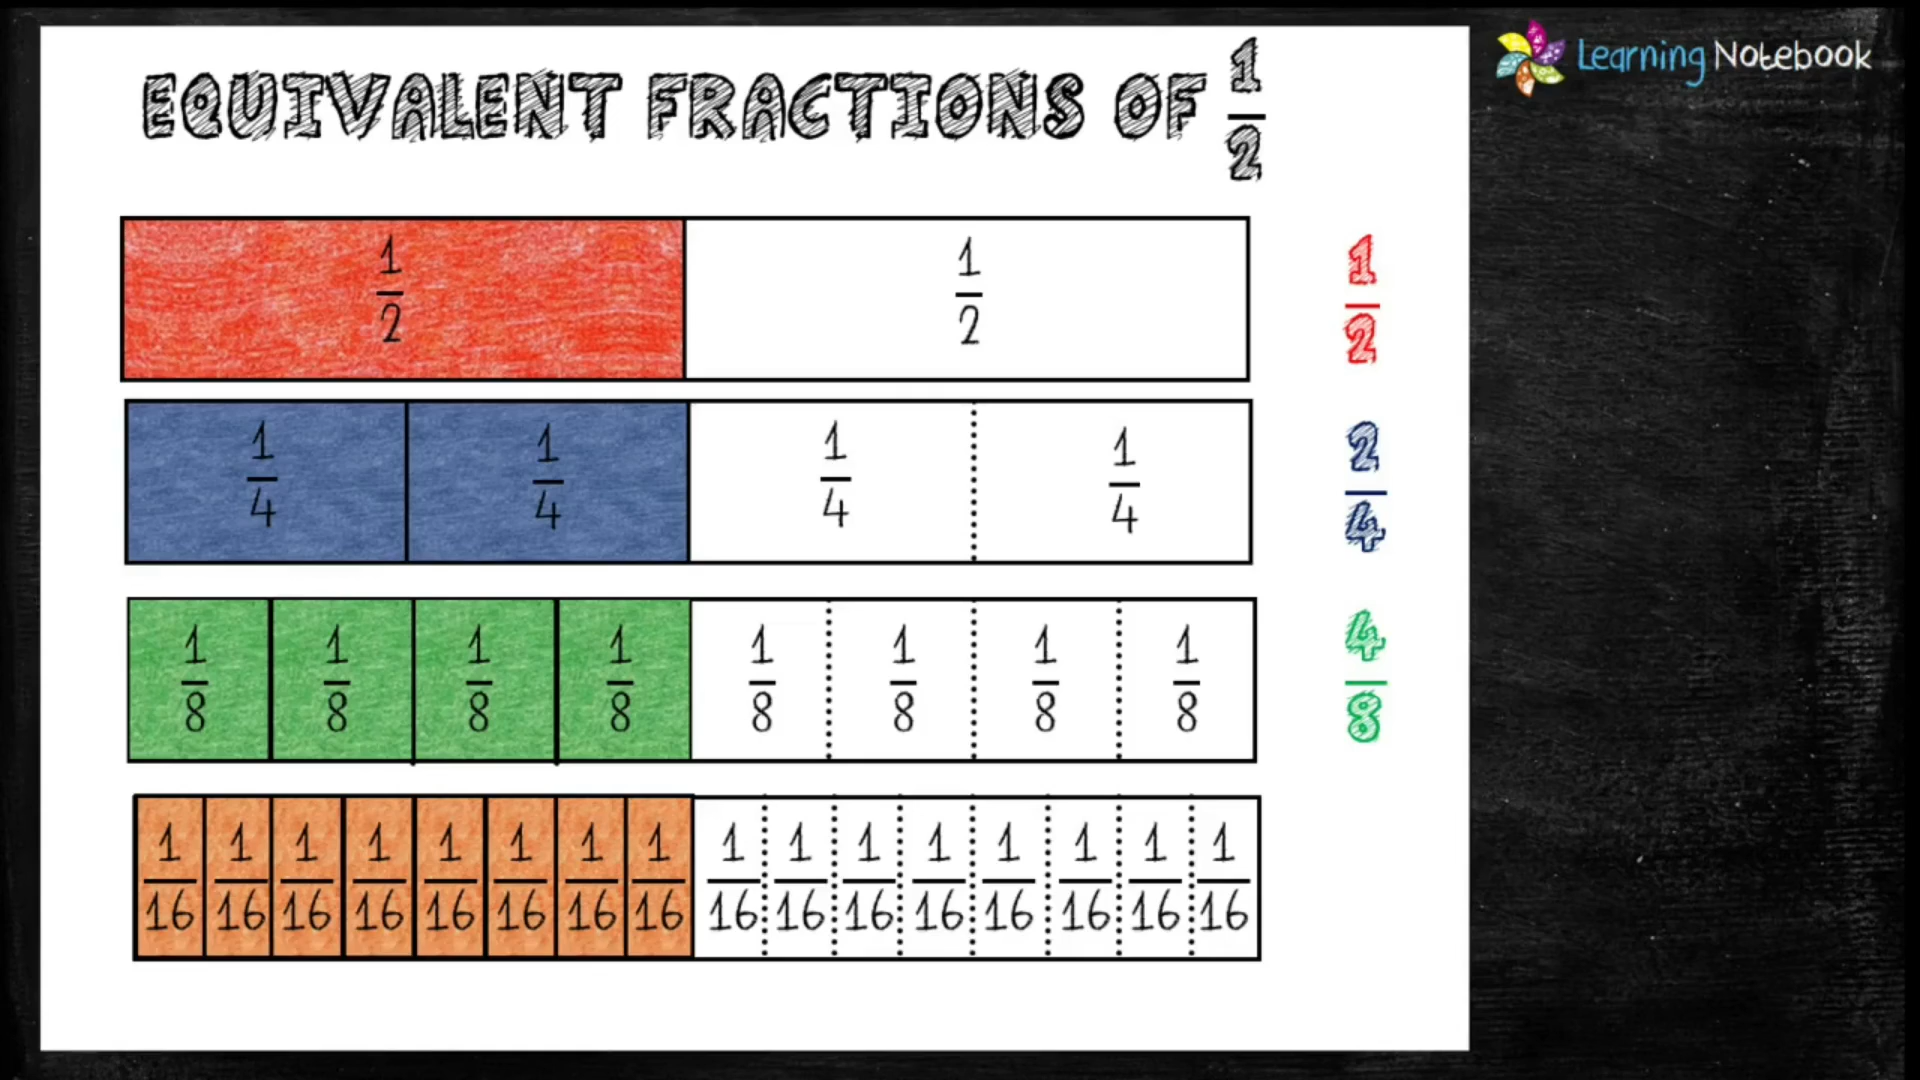 EQUIVALENT FRACTIONS OF 1/2
Learning Notebook
1/2 1/2 1/2
1/4 1/4 1/4 1/4 2/4
1/8 1/8 1/8 1/8 1/8 1/8 1/8 1/8 4/8
1/16 1/16 1/16 1/16 1/16 1/16 1/16 1/16 1/16 1/16 1/16 1/16 1/16 1/16 1/16 1/16